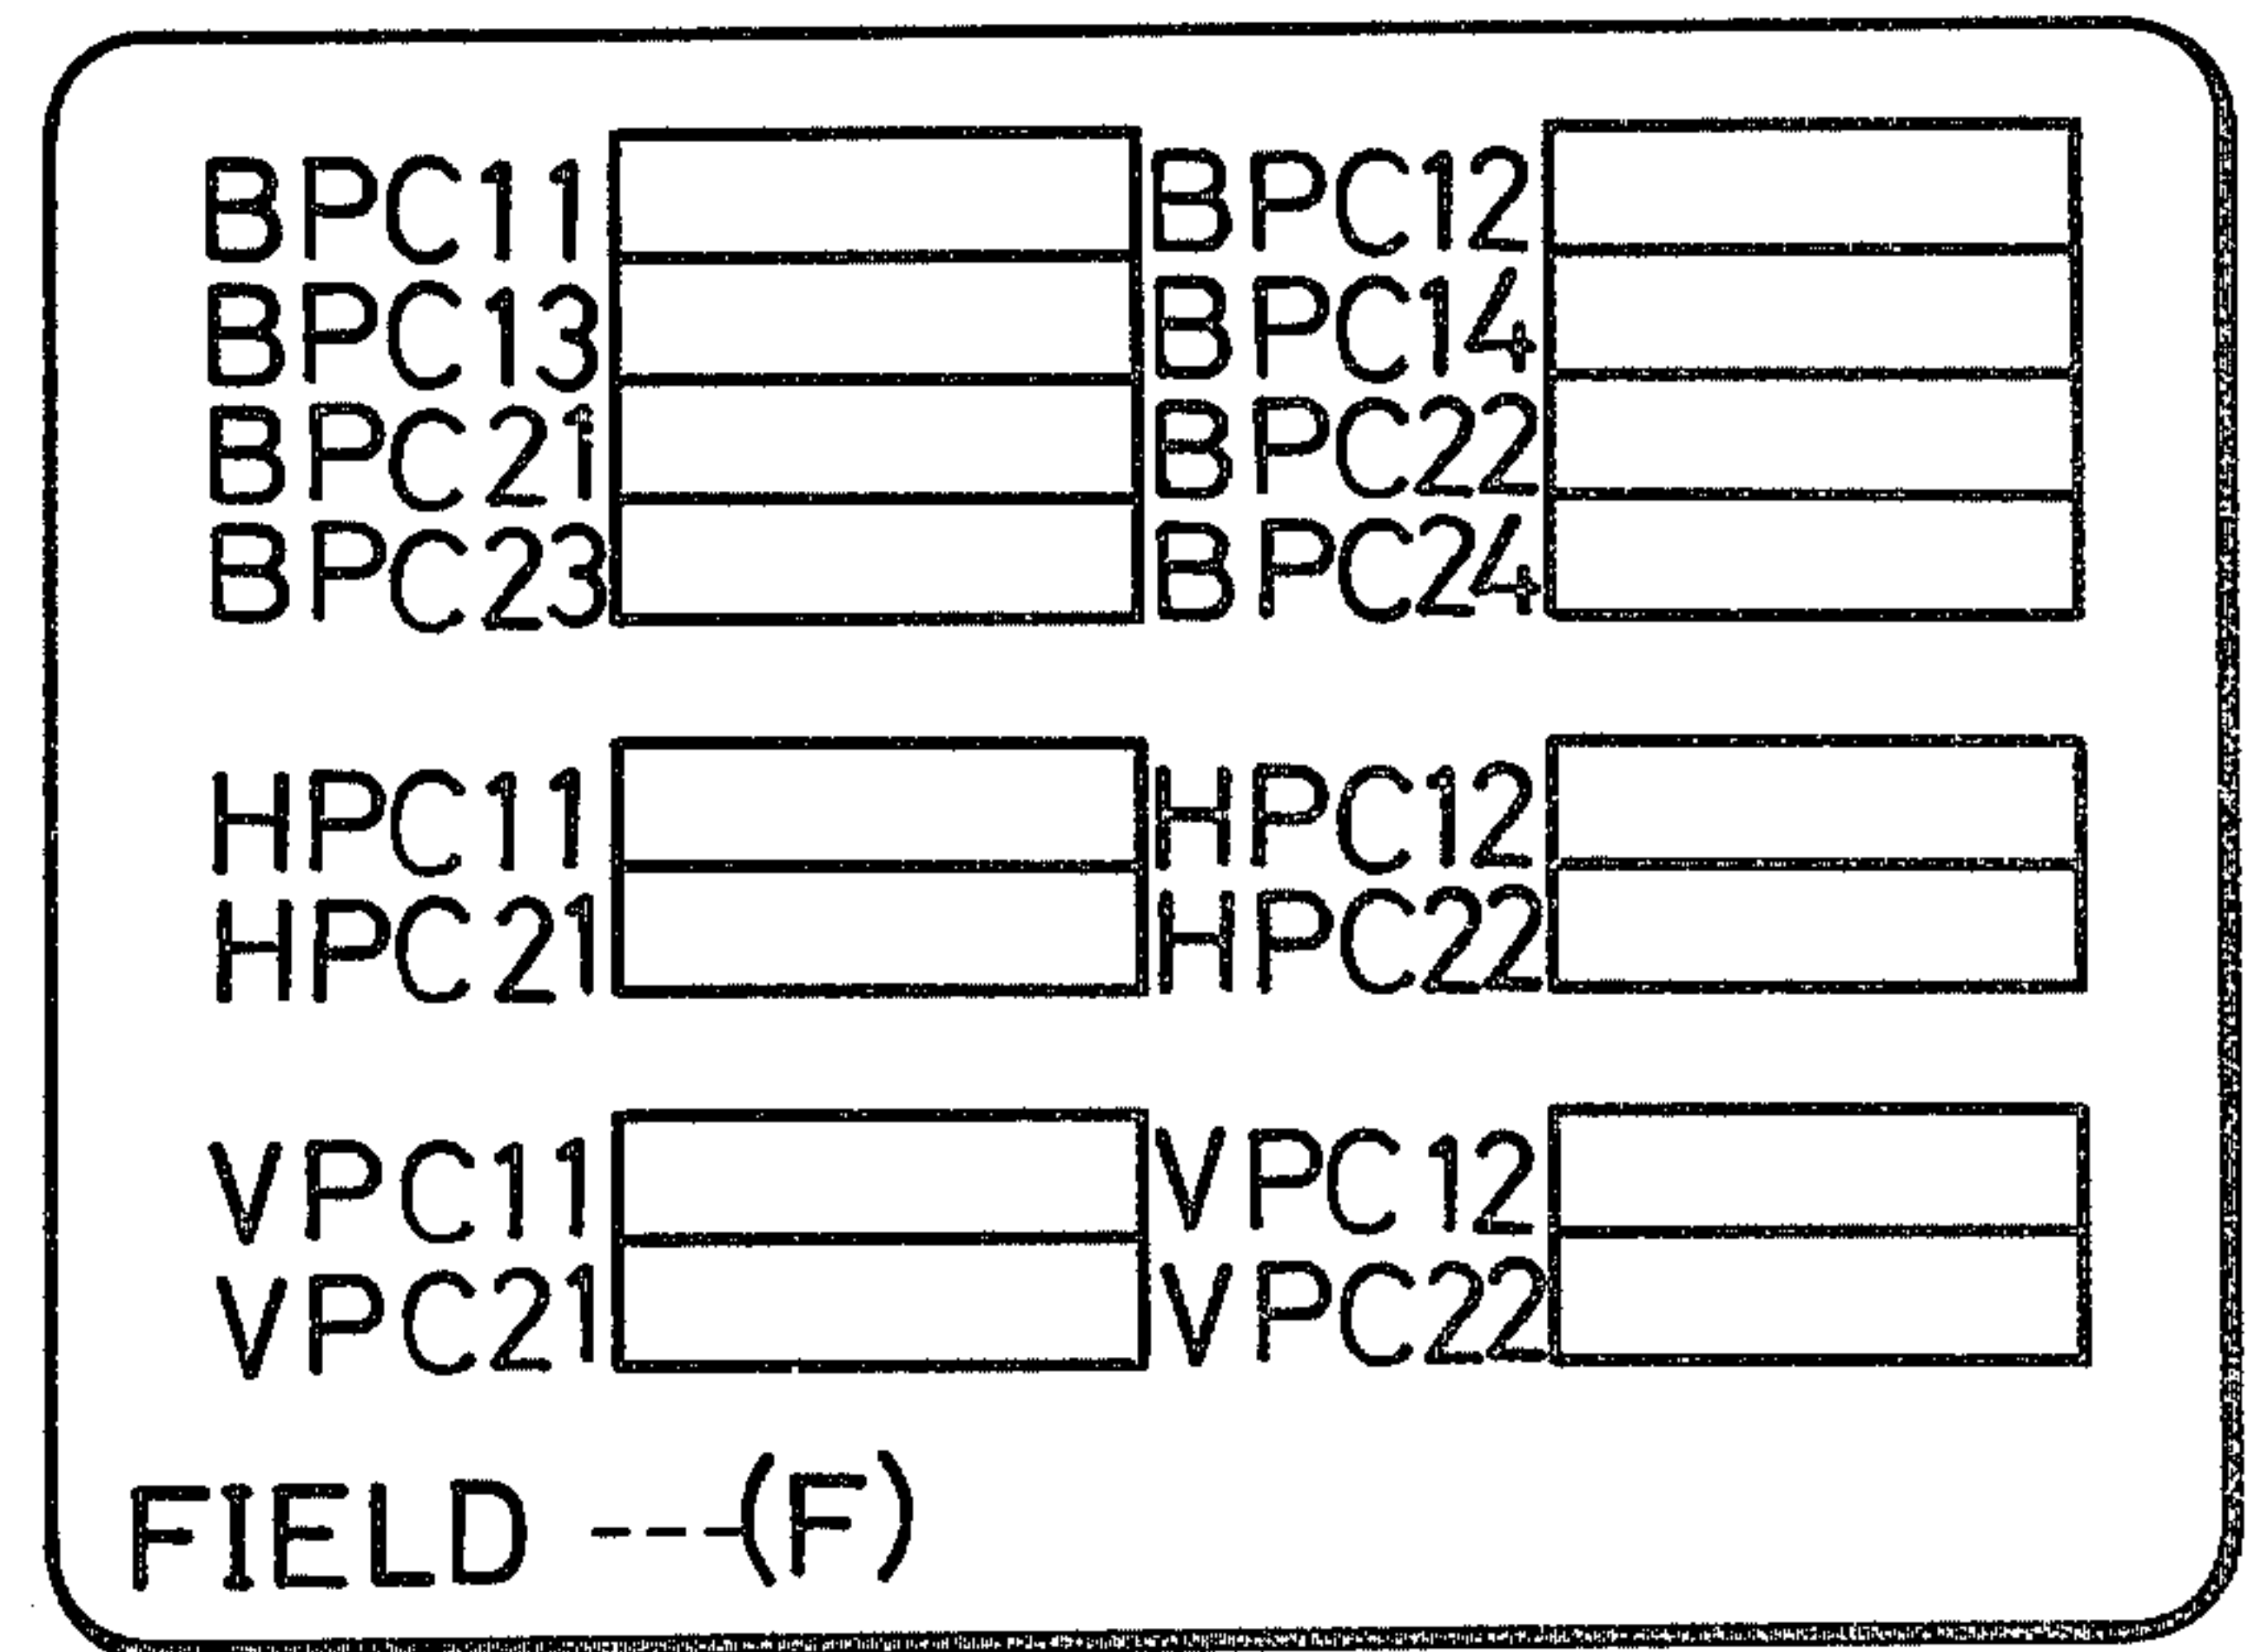 BPC11 BPC12
BPC13 BPC14
BPC21 BPC22
BPC23 BPC24
HPC11 HPC12
HPC21 HPC22
VPC11 VPC12
VPC21 VPC22
FIELD ---(F)